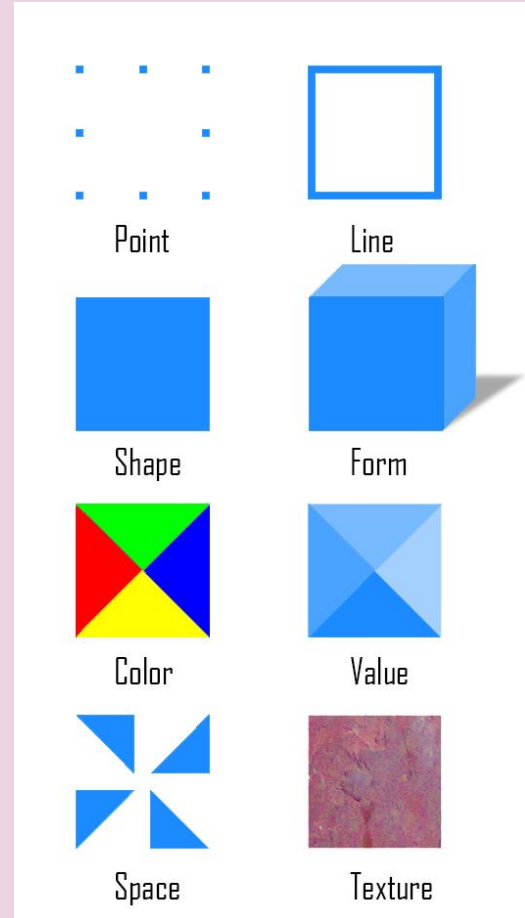 Point
Line
Shape
Form
Color
Value
Space
Texture